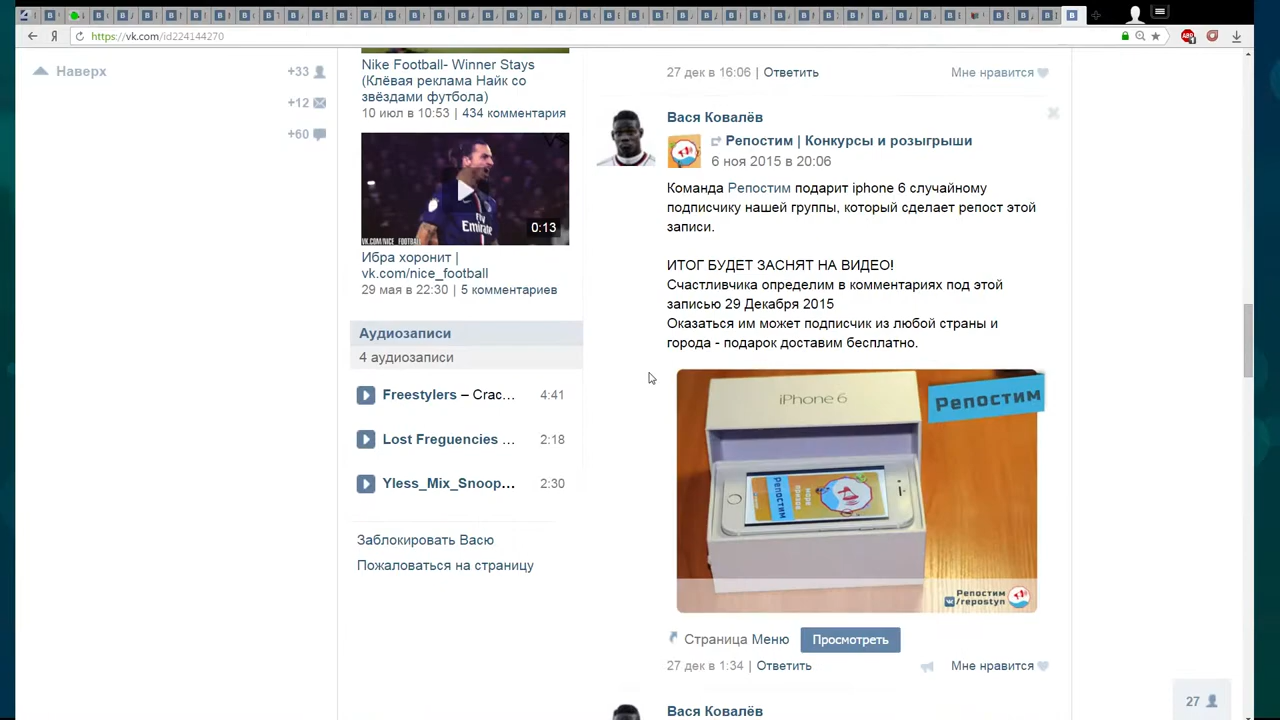 https://vk.com/id224144270
Наверх
+33
+12
+60
Nike Football- Winner Stays
(Клёвая реклама Найк со
звёздами футбола)
10 июл в 10:53 | 434 комментария
Fly
Emirates
VK.COM/NICE_FOOTBALL
0:13
Ибра хоронит |
vk.com/nice_football
29 мая в 22:30 | 5 комментариев
Аудиозаписи
4 аудиозаписи
Freestylers – Crac... 4:41
Lost Freguencies ... 2:18
Yless_Mix_Snoop... 2:30
Заблокировать Васю
Пожаловаться на страницу
27 дек в 16:06 | Ответить Мне нравится
Вася Ковалёв
Репостим | Конкурсы и розыгрыши
6 ноя 2015 в 20:06
Команда Репостим подарит iphone 6 случайному
подписчику нашей группы, который сделает репост этой
записи.
ИТОГ БУДЕТ ЗАСНЯТ НА ВИДЕО!
Счастливчика определим в комментариях под этой
записью 29 Декабря 2015
Оказаться им может подписчик из любой страны и
города - подарок доставим бесплатно.
iPhone 6
Репостим
Репостим
Репостим
/repostyn
Страница Меню Просмотреть
27 дек в 1:34 | Ответить Мне нравится
Вася Ковалёв
27